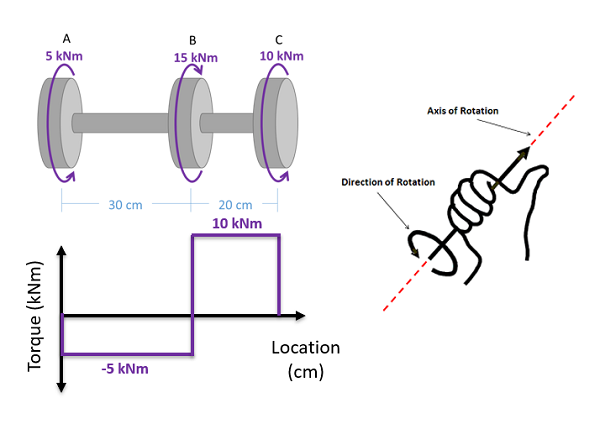 A
B
C
5 kNm
15 kNm
10 kNm
30 cm
20 cm
10 kNm
Torque (kNm)
-5 kNm
Location
(cm)
Axis of Rotation
Direction of Rotation